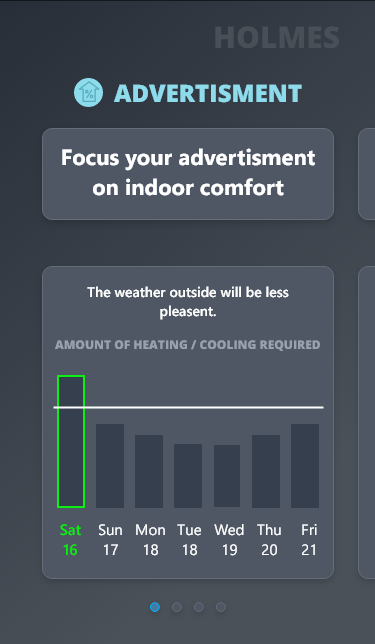 HOLMES
ADVERTISMENT
Focus your advertisment
on indoor comfort
The weather outside will be less
pleasent.
AMOUNT OF HEATING / COOLING REQUIRED
Sat Sun Mon Tue Wed Thu Fri
16 17 18 18 19 20 21